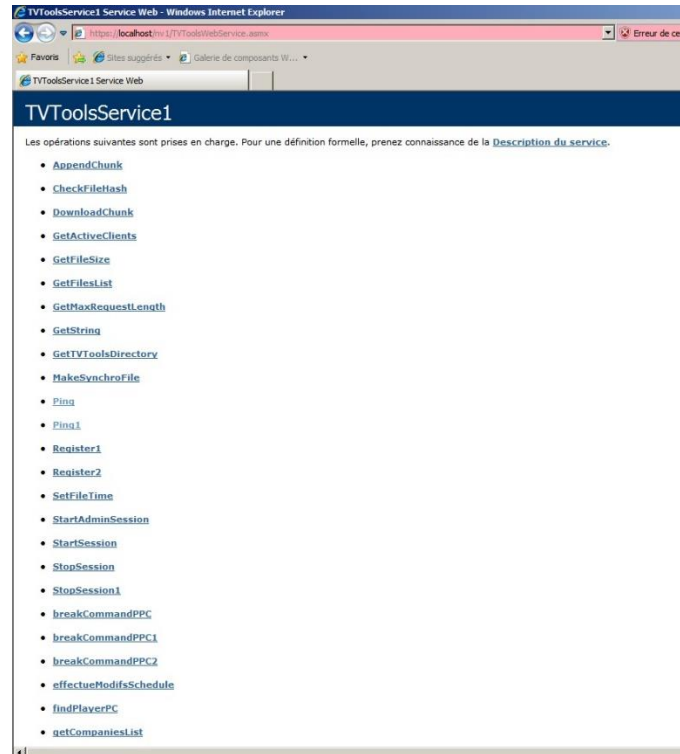 TVToolsService1 Service Web - Windows Internet Explorer
https://localhost/nv1/TVToolsWebService.asmx
Erreur de ce
Favoris
Sites suggérés
Galerie de composants W...
TVToolsService1 Service Web
TVToolsService1
Les opérations suivantes sont prises en charge. Pour une définition formelle, prenez connaissance de la Description du service.
AppendChunk
CheckFileHash
DownloadChunk
GetActiveClients
GetFileSize
GetFilesList
GetMaxRequestLength
GetString
GetTVToolsDirectory
MakeSynchroFile
Ping
Ping1
Register1
Register2
SetFileTime
StartAdminSession
StartSession
StopSession
StopSession1
breakCommandPPC
breakCommandPPC1
breakCommandPPC2
effectueModifsSchedule
findPlayerPC
getCompaniesList